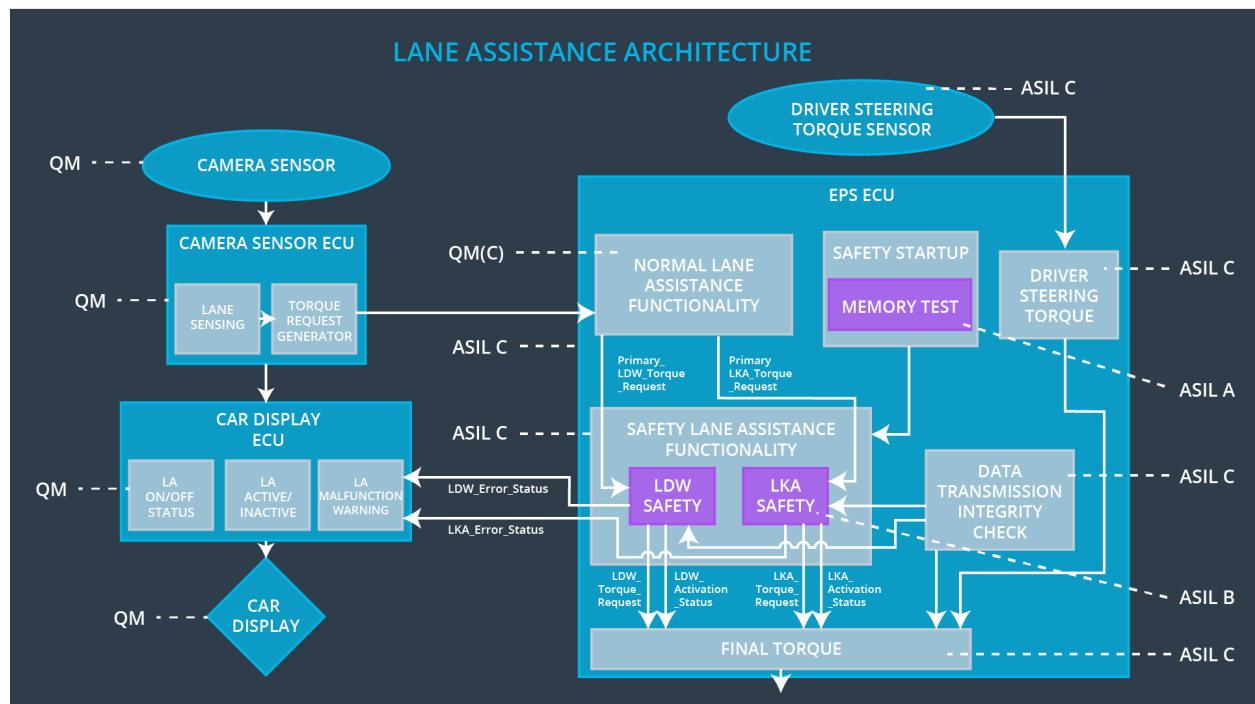 LANE ASSISTANCE ARCHITECTURE
ASIL C
DRIVER STEERING
TORQUE SENSOR
QM
CAMERA SENSOR
EPS ECU
CAMERA SENSOR ECU
QM
LANE
SENSING
TORQUE
REQUEST
GENERATOR
QM(C)
NORMAL LANE
ASSISTANCE
FUNCTIONALITY
SAFETY STARTUP
MEMORY TEST
DRIVER
STEERING
TORQUE
ASIL C
ASIL C
Primary_
LDW_Torque
_Request
Primary
LKA_Torque
_Request
ASIL A
CAR DISPLAY
ECU
QM
LA
ON/OFF
STATUS
LA
ACTIVE/
INACTIVE
LA
MALFUNCTION
WARNING
ASIL C
SAFETY LANE ASSISTANCE
FUNCTIONALITY
LDW
SAFETY
LKA
SAFETY
DATA
TRANSMISSION
INTEGRITY
CHECK
ASIL C
LDW_Error_Status
LKA_Error_Status
LDW_
Torque_
Request
LDW_
Activation
_Status
LKA_
Torque_
Request
LKA_
Activation
_Status
ASIL B
QM
CAR
DISPLAY
FINAL TORQUE
ASIL C